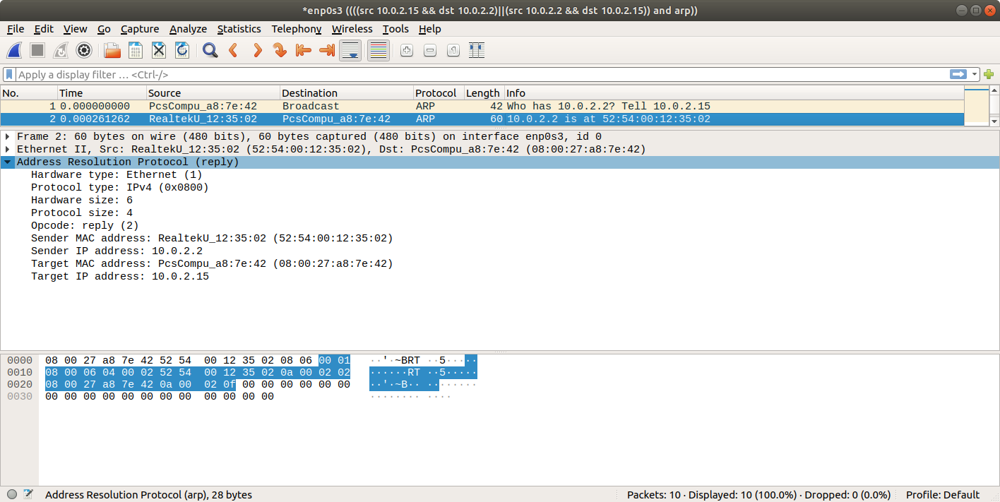 *enp0s3 ((((src 10.0.2.15 && dst 10.0.2.2)||(src 10.0.2.2 && dst 10.0.2.15)) and arp))
File Edit View Go Capture Analyze Statistics Telephony Wireless Tools Help
Apply a display filter … <Ctrl-/>
No. Time Source Destination Protocol Length Info
1 0.000000000 PcsCompu_a8:7e:42 Broadcast ARP 42 Who has 10.0.2.2? Tell 10.0.2.15
2 0.000261262 RealtekU_12:35:02 PcsCompu_a8:7e:42 ARP 60 10.0.2.2 is at 52:54:00:12:35:02
Frame 2: 60 bytes on wire (480 bits), 60 bytes captured (480 bits) on interface enp0s3, id 0
Ethernet II, Src: RealtekU_12:35:02 (52:54:00:12:35:02), Dst: PcsCompu_a8:7e:42 (08:00:27:a8:7e:42)
Address Resolution Protocol (reply)
Hardware type: Ethernet (1)
Protocol type: IPv4 (0x0800)
Hardware size: 6
Protocol size: 4
Opcode: reply (2)
Sender MAC address: RealtekU_12:35:02 (52:54:00:12:35:02)
Sender IP address: 10.0.2.2
Target MAC address: PcsCompu_a8:7e:42 (08:00:27:a8:7e:42)
Target IP address: 10.0.2.15
0000 08 00 27 a8 7e 42 52 54 00 12 35 02 08 06 00 01 ··'·~BRT ··5·····
0010 08 00 06 04 00 02 52 54 00 12 35 02 0a 00 02 02 ······RT ··5·····
0020 08 00 27 a8 7e 42 0a 00 02 0f 00 00 00 00 00 00 ··'·~B·· ········
0030 00 00 00 00 00 00 00 00 00 00 00 00 ········ ····
Address Resolution Protocol (arp), 28 bytes
Packets: 10 · Displayed: 10 (100.0%) · Dropped: 0 (0.0%)
Profile: Default